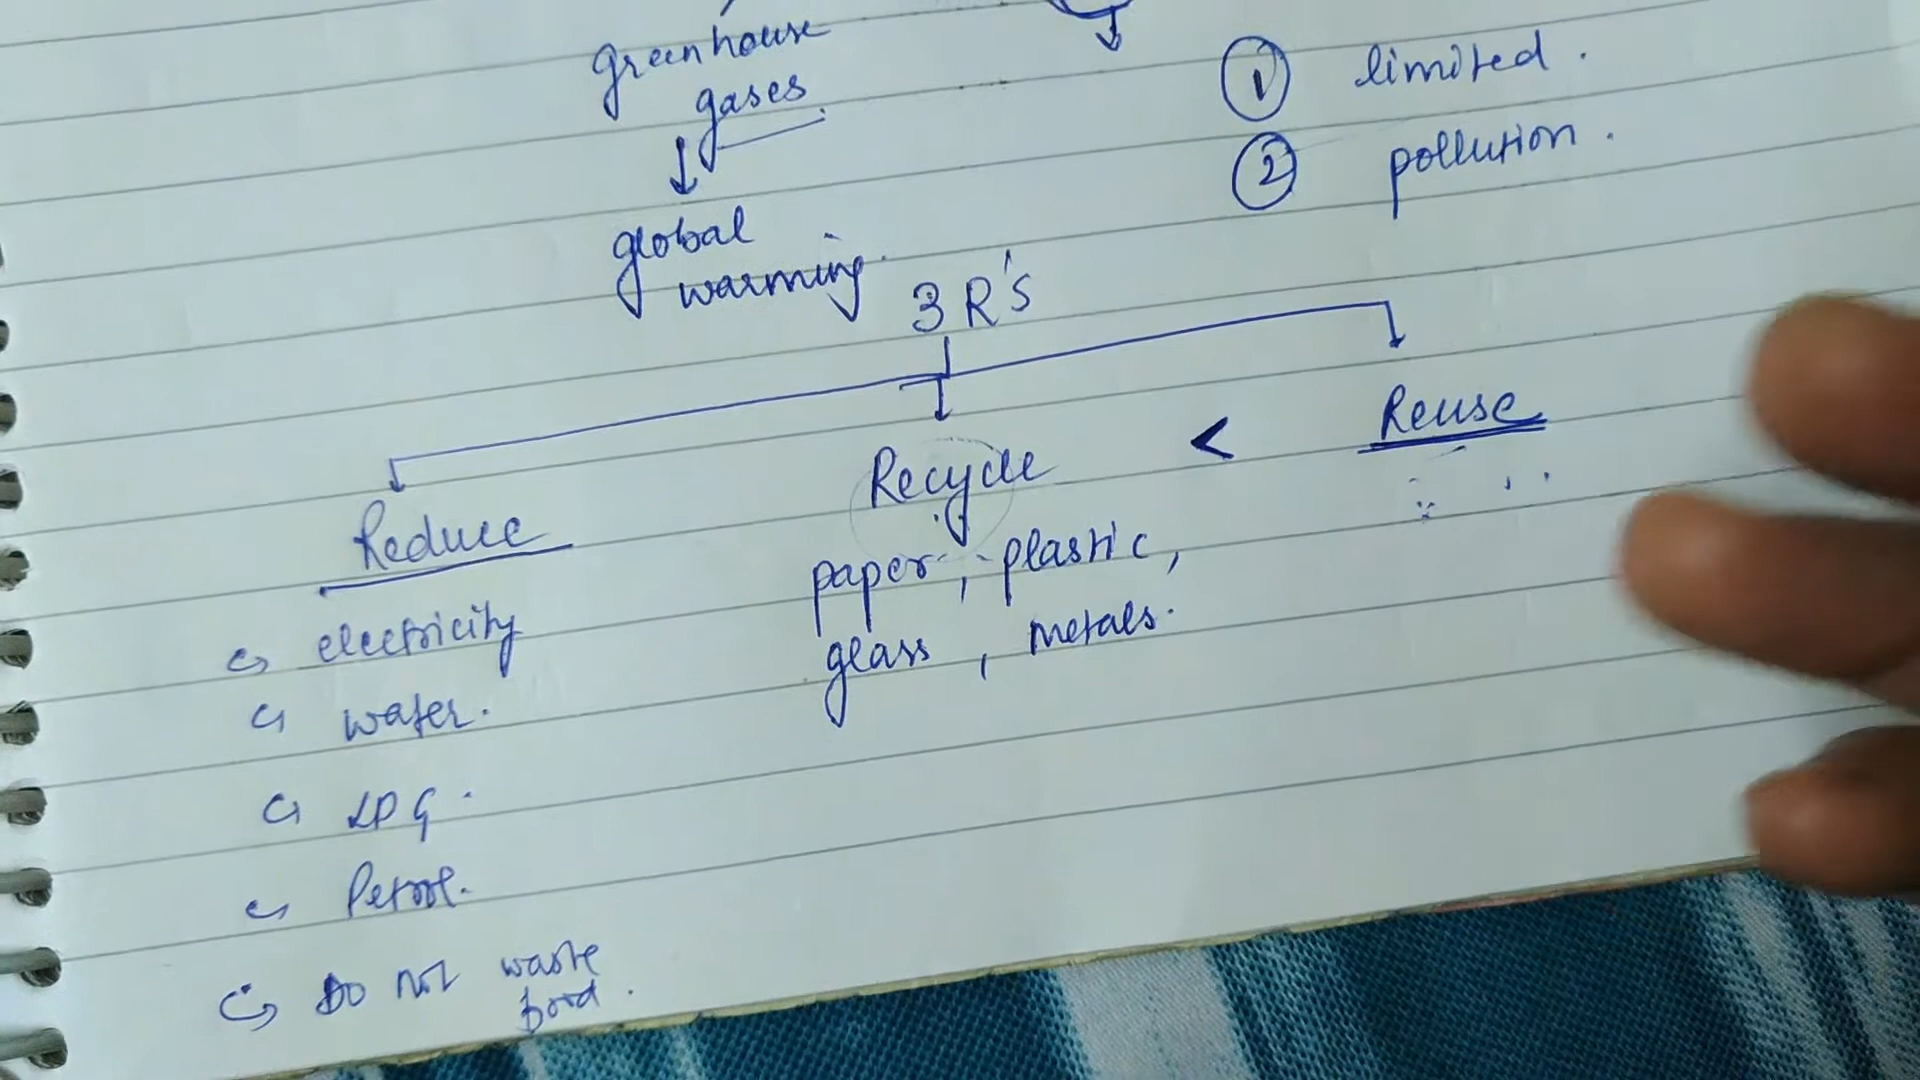 greenhouse
gases
global
warming
① limited.
② pollution.
3R's
Reduce
electricity
water.
LPG.
Petrol.
Do not waste
food.
Recycle
paper, plastic,
glass, metals.
<
Reuse